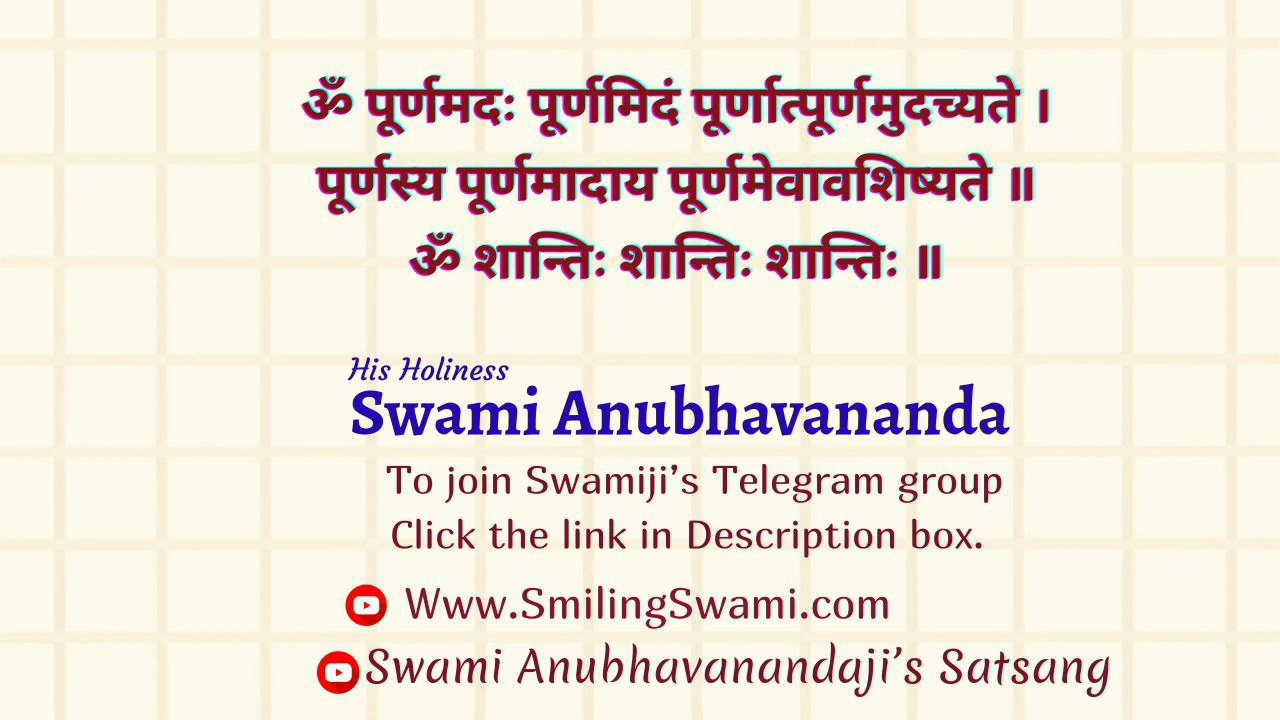 ॐ पूर्णमदः पूर्णमिदं पूर्णात्पूर्णमुदच्यते ।
पूर्णस्य पूर्णमादाय पूर्णमेवावशिष्यते ॥
ॐ शान्तिः शान्तिः शान्तिः ॥
His Holiness
Swami Anubhavananda
To join Swamiji’s Telegram group
Click the link in Description box.
Www.SmilingSwami.com
Swami Anubhavanandaji’s Satsang